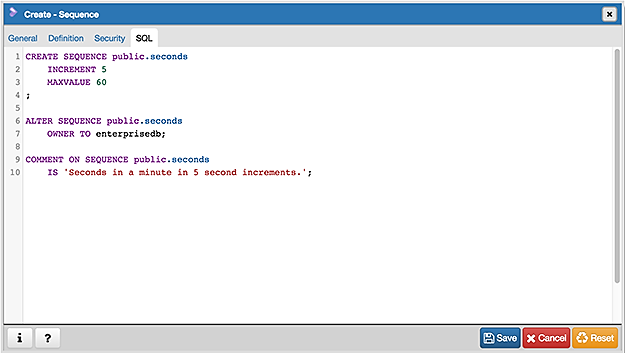 Create - Sequence
General Definition Security SQL
1 CREATE SEQUENCE public.seconds
2     INCREMENT 5
3     MAXVALUE 60
4 ;
5
6 ALTER SEQUENCE public.seconds
7     OWNER TO enterprisedb;
8
9 COMMENT ON SEQUENCE public.seconds
10     IS 'Seconds in a minute in 5 second increments.';
i ? Save Cancel Reset